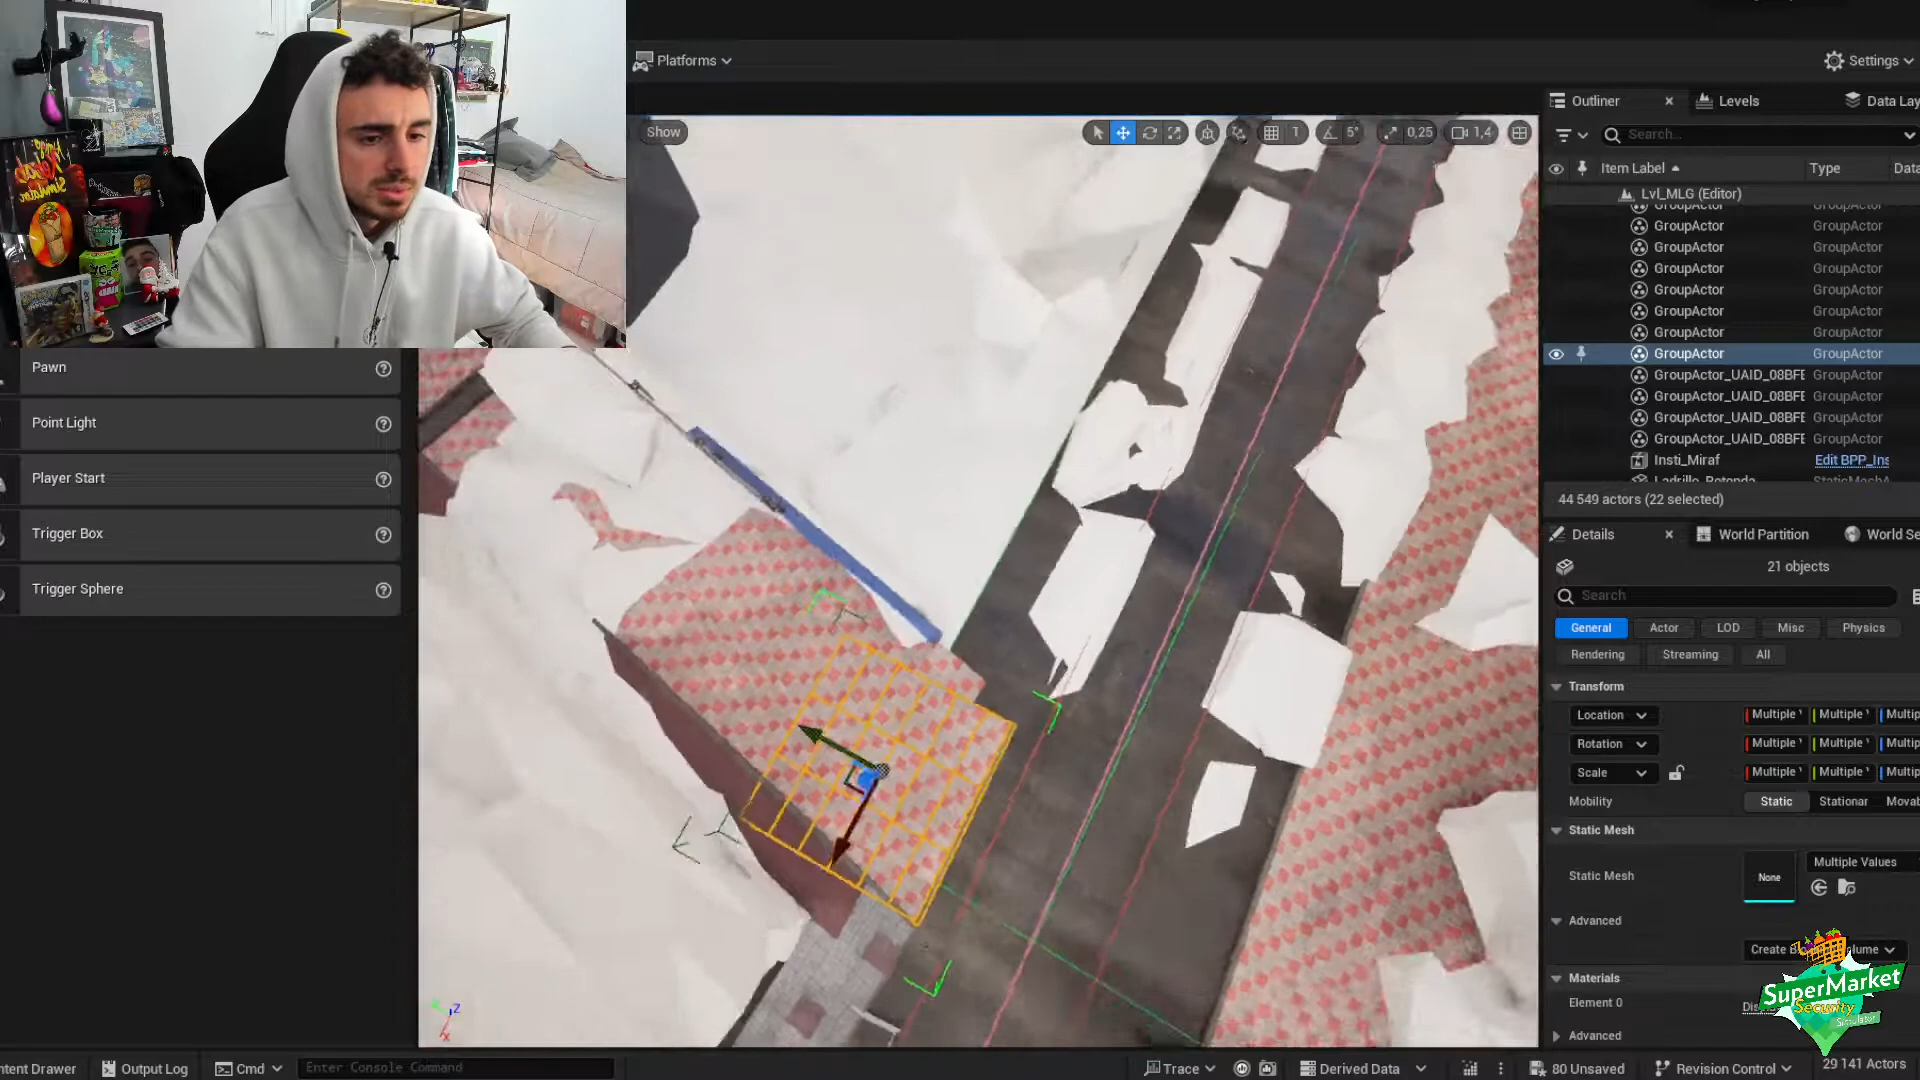 Platforms
Settings
Show
1
5°
0,25
1,4
Outliner
Levels
Data Lay
Search...
Item Label
Type
Data
Lvl_MLG (Editor)
GroupActor GroupActor
GroupActor GroupActor
GroupActor GroupActor
GroupActor GroupActor
GroupActor GroupActor
GroupActor GroupActor
GroupActor GroupActor
GroupActor GroupActor
GroupActor_UAID_08BFE GroupActor
GroupActor_UAID_08BFE GroupActor
GroupActor_UAID_08BFE GroupActor
GroupActor_UAID_08BFE GroupActor
Insti_Miraf Edit BPP_Ins
44 549 actors (22 selected)
Pawn
Point Light
Player Start
Trigger Box
Trigger Sphere
Details
World Partition
World Se
21 objects
Search
General Actor LOD Misc Physics
Rendering Streaming All
Transform
Location Multiple Multiple Multip
Rotation Multiple Multiple Multip
Scale Multiple Multiple Multip
Mobility Static Stationar Movab
Static Mesh
Static Mesh None Multiple Values
Advanced
Materials
Element 0
Advanced
SuperMarket
Security
Simulator
Z
X
ntent Drawer
Output Log
Cmd
Enter Console Command
Trace
Derived Data
80 Unsaved
Revision Control
29 141 Actors